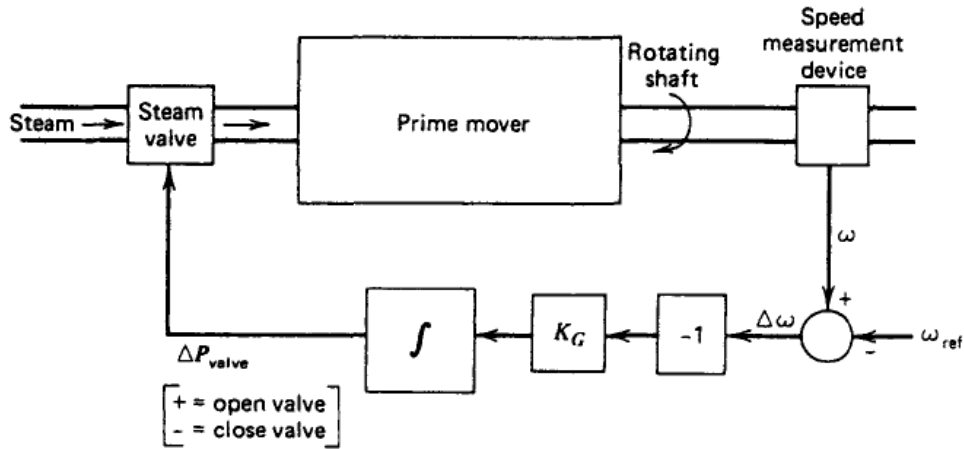 Speed
measurement
device
Rotating
shaft
Steam
Steam
valve
Prime mover
ω
+
Δω
-
ω_ref
-1
K_G
∫
ΔP_valve
+ = open valve
- = close valve